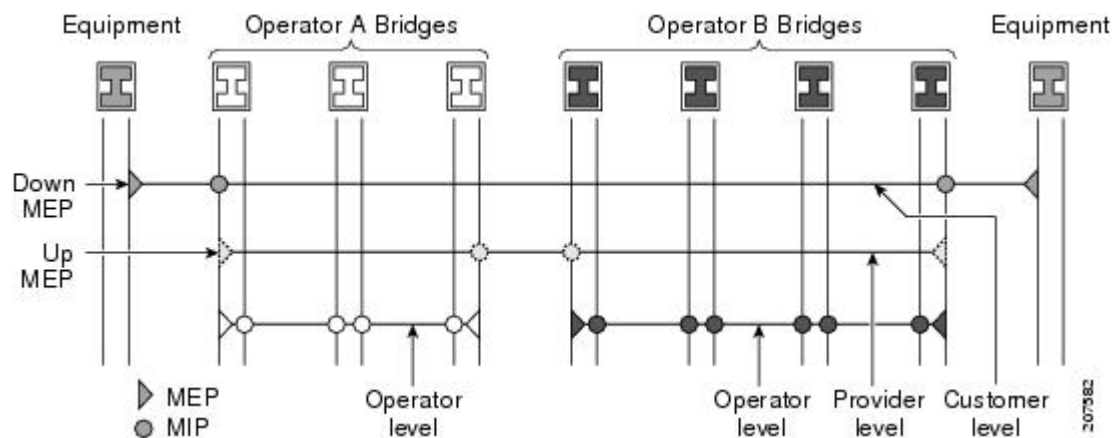 Equipment
Operator A Bridges
Operator B Bridges
Equipment
Down
MEP
Up
MEP
MEP
MIP
Operator
level
Operator
level
Provider
level
Customer
level
207582